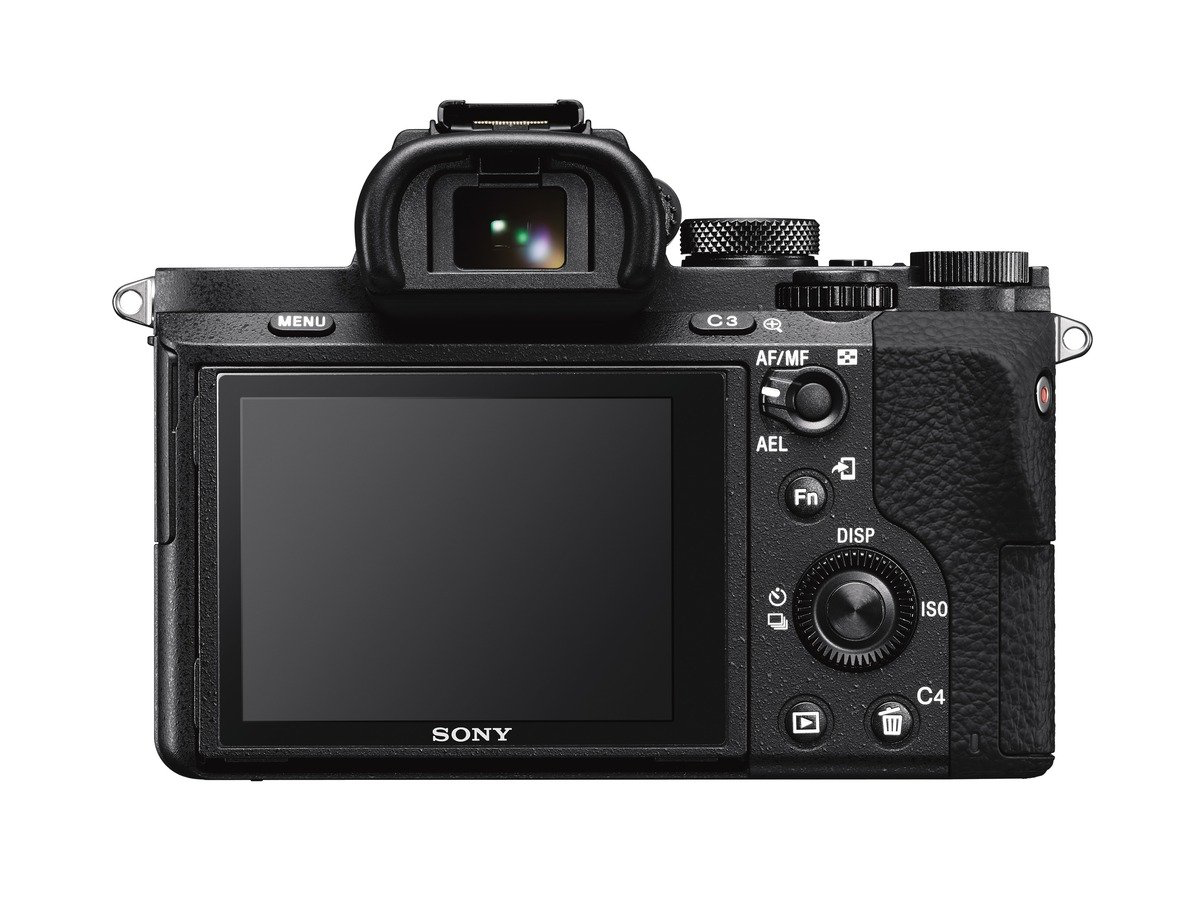 MENU
C3
AF/MF
AEL
Fn
DISP
ISO
C4
SONY